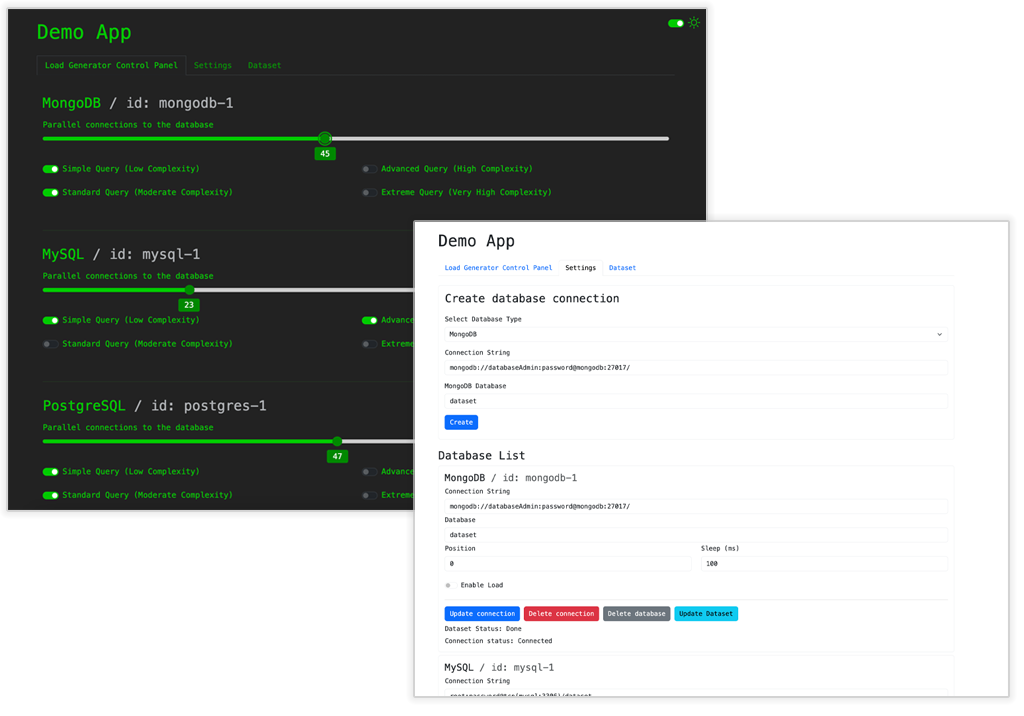 Demo App
Load Generator Control Panel Settings Dataset
MongoDB / id: mongodb-1
Parallel connections to the database
45
Simple Query (Low Complexity) Advanced Query (High Complexity)
Standard Query (Moderate Complexity) Extreme Query (Very High Complexity)
MySQL / id: mysql-1
Parallel connections to the database
23
Simple Query (Low Complexity) Advance
Standard Query (Moderate Complexity) Extreme
PostgreSQL / id: postgres-1
Parallel connections to the database
47
Simple Query (Low Complexity) Advance
Standard Query (Moderate Complexity) Extreme
Demo App
Load Generator Control Panel Settings Dataset
Create database connection
Select Database Type
MongoDB
Connection String
mongodb://databaseAdmin:password@mongodb:27017/
MongoDB Database
dataset
Create
Database List
MongoDB / id: mongodb-1
Connection String
mongodb://databaseAdmin:password@mongodb:27017/
Database
dataset
Position Sleep (ms)
0 100
Enable Load
Update connection Delete connection Delete database Update Dataset
Dataset Status: Done
Connection status: Connected
MySQL / id: mysql-1
Connection String